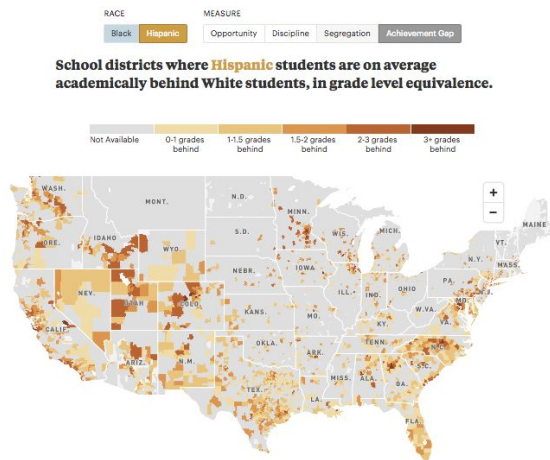 RACE MEASURE
Black Hispanic Opportunity Discipline Segregation Achievement Gap
School districts where Hispanic students are on average
academically behind White students, in grade level equivalence.
Not Available 0-1 grades behind 1-1.5 grades behind 1.5-2 grades behind 2-3 grades behind 3+ grades behind
+
−
WASH.
MONT.
N.D.
MINN.
MAINE
ORE.
IDAHO
S.D.
WIS.
MICH.
VT.
WYO.
N.Y.
MASS.
NEBR.
IOWA
PA.
N.J.
NEV.
UTAH
COLO.
ILL.
IND.
OHIO
MD.
W.VA.
CALIF.
KANS.
MO.
KY.
VA.
ARIZ.
N.M.
OKLA.
ARK.
TENN.
N.C.
S.C.
MISS.
ALA.
GA.
TEX.
LA.
FLA.